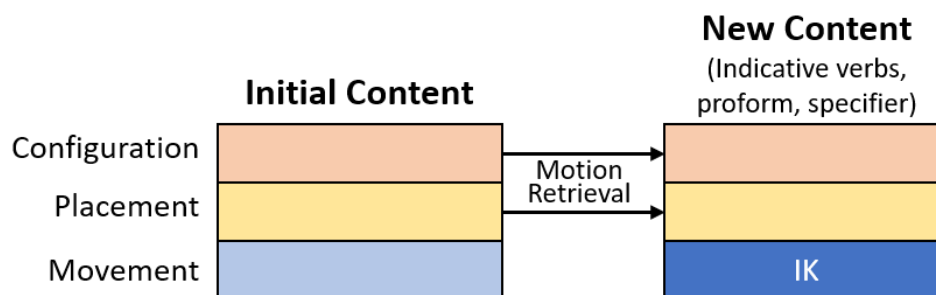 New Content
(Indicative verbs,
proform, specifier)
Initial Content
Configuration
Motion
Retrieval
Placement
Movement
IK